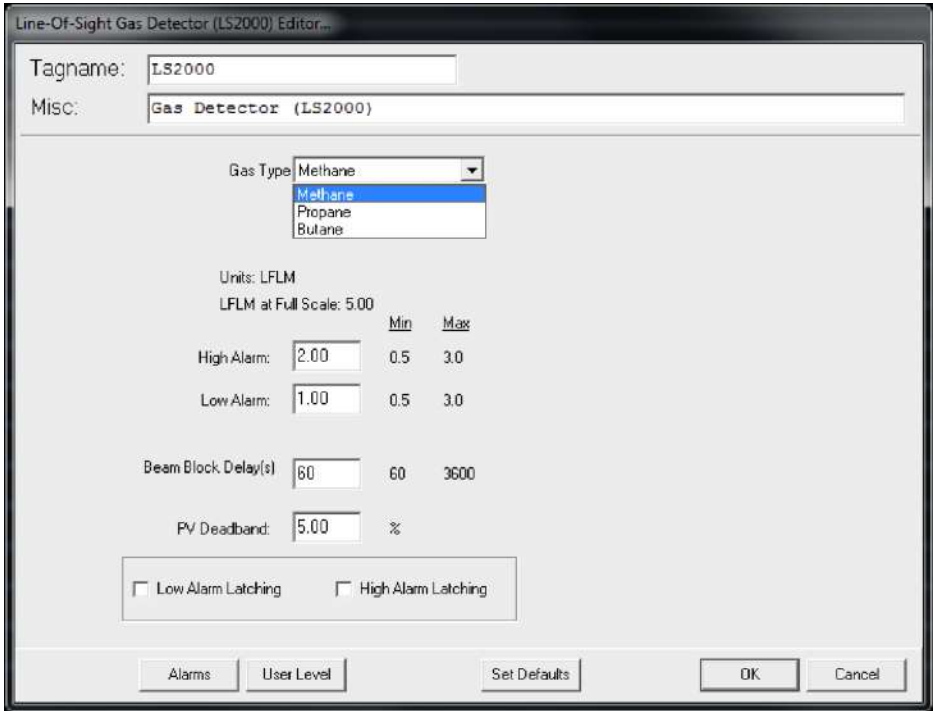 Line-Of-Sight Gas Detector (LS2000) Editor...
Tagname: LS2000
Misc: Gas Detector (LS2000)
Gas Type Methane
Methane
Propane
Butane
Units: LFLM
LFLM at Full Scale: 5.00
Min Max
High Alarm: 2.00 0.5 3.0
Low Alarm: 1.00 0.5 3.0
Beam Block Delay(s) 60 60 3600
PV Deadband: 5.00 %
Low Alarm Latching High Alarm Latching
Alarms User Level Set Defaults OK Cancel